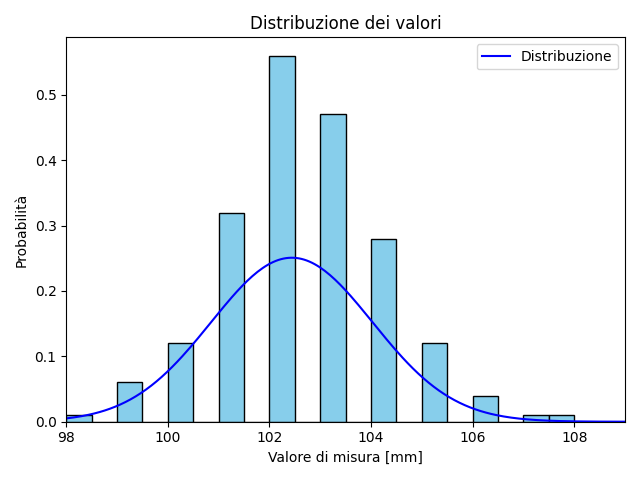 Distribuzione dei valori
Distribuzione
Probabilità
0.5
0.4
0.3
0.2
0.1
0.0
98 100 102 104 106 108
Valore di misura [mm]